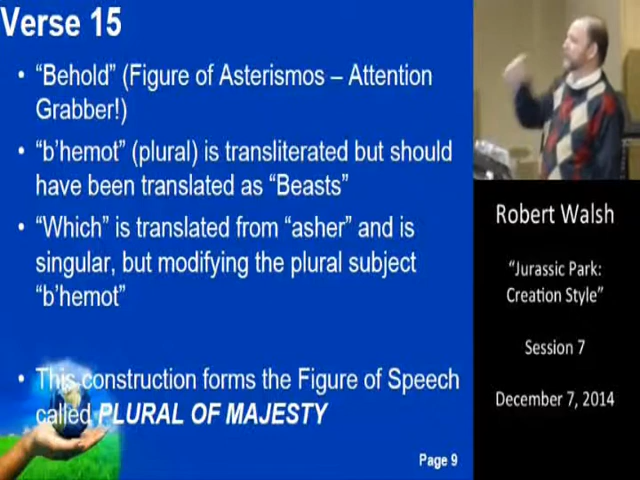 Verse 15
• “Behold” (Figure of Asterismos – Attention
Grabber!)
• “b’hemot” (plural) is transliterated but should
have been translated as “Beasts”
• “Which” is translated from “asher” and is
singular, but modifying the plural subject
“b’hemot”
• This construction forms the Figure of Speech
called PLURAL OF MAJESTY
Page 9
Robert Walsh
“Jurassic Park:
Creation Style”
Session 7
December 7, 2014